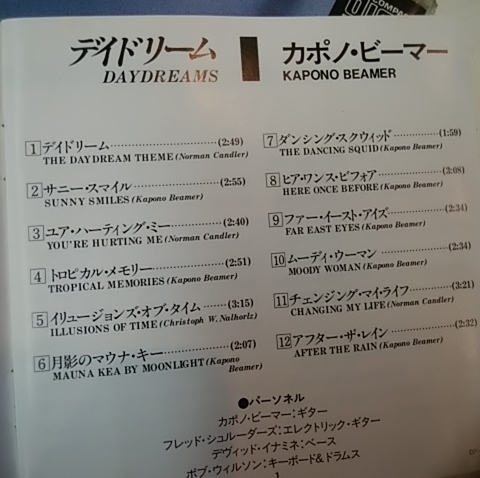 COMPACT
デイドリーム
DAYDREAMS
カポノ・ビーマー
KAPONO BEAMER
1 デイドリーム (2:49)
THE DAYDREAM THEME (Norman Candler)
2 サニー・スマイル (2:55)
SUNNY SMILES (Kapono Beamer)
3 ユア・ハーティング・ミー (2:40)
YOU'RE HURTING ME (Norman Candler)
4 トロピカル・メモリー (2:51)
TROPICAL MEMORIES (Kapono Beamer)
5 イリュージョンズ・オブ・タイム (3:15)
ILLUSIONS OF TIME (Christoph W. Nalhorlz)
6 月影のマウナ・キー (2:07)
MAUNA KEA BY MOONLIGHT (Kapono
Beamer)
7 ダンシング・スクウィッド (1:59)
THE DANCING SQUID (Kapono Beamer)
8 ヒア・ワンス・ビフォア (3:08)
HERE ONCE BEFORE (Kapono Beamer)
9 ファー・イースト・アイズ (2:34)
FAR EAST EYES (Kapono Beamer)
10 ムーディ・ウーマン (2:34)
MOODY WOMAN (Kapono Beamer)
11 チェンジング・マイ・ライフ (3:21)
CHANGING MY LIFE (Norman Candler)
12 アフター・ザ・レイン (2:32)
AFTER THE RAIN (Kapono Beamer)
●パーソネル
カポノ・ビーマー:ギター
フレッド・シュルーダーズ:エレクトリック・ギター
デヴィッド・イナミネ:ベース
ボブ・ウィルソン:キーボード&ドラムス